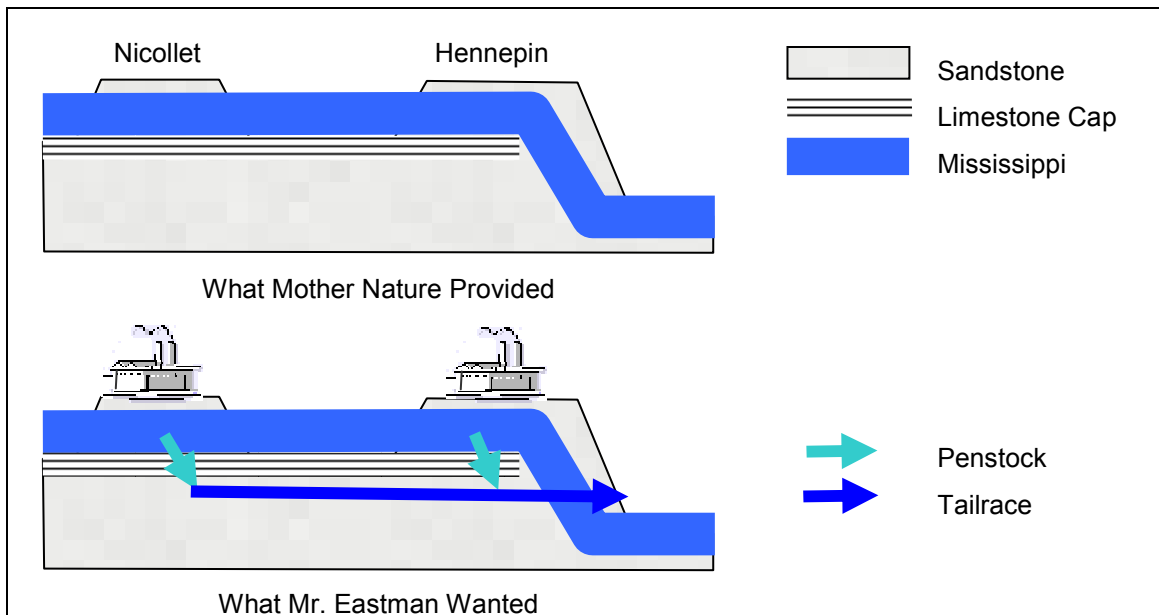 Nicollet
Hennepin
Sandstone
Limestone Cap
Mississippi
What Mother Nature Provided
Penstock
Tailrace
What Mr. Eastman Wanted